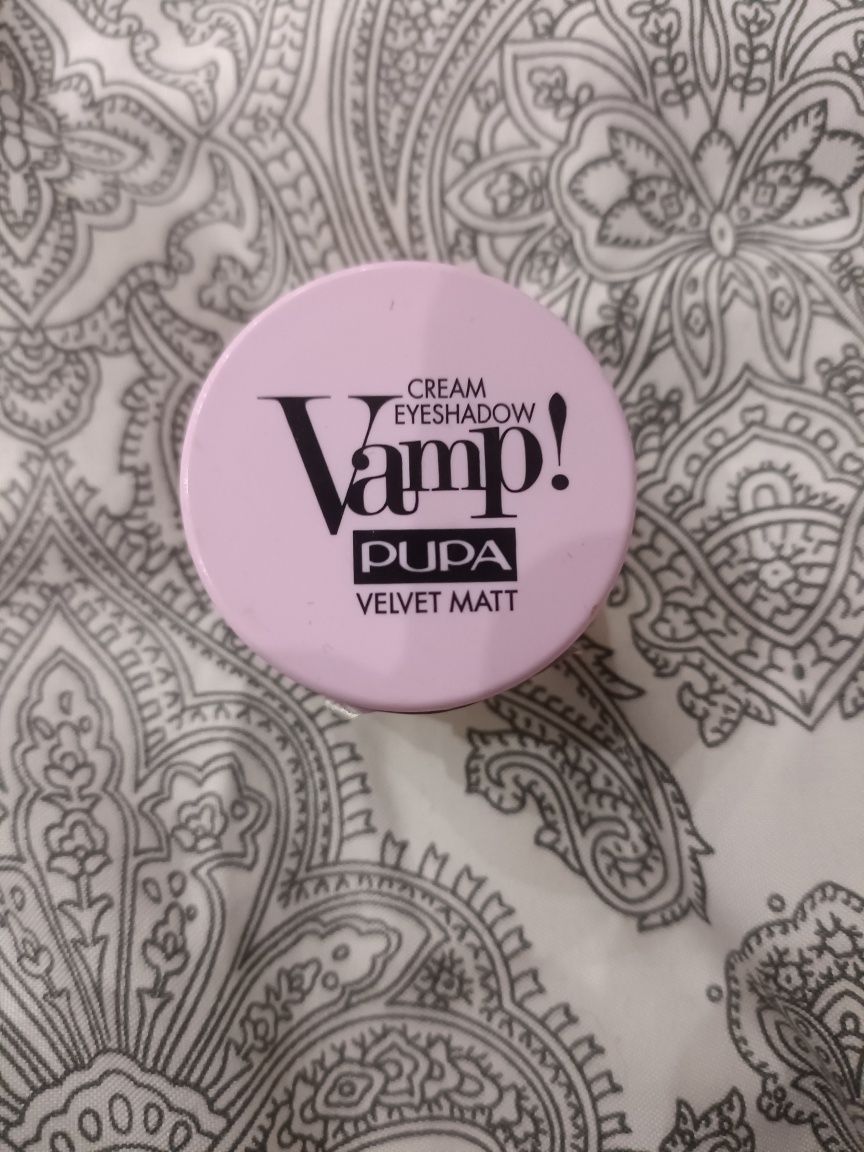 CREAM
EYESHADOW
Vamp!
PUPA
VELVET MATT